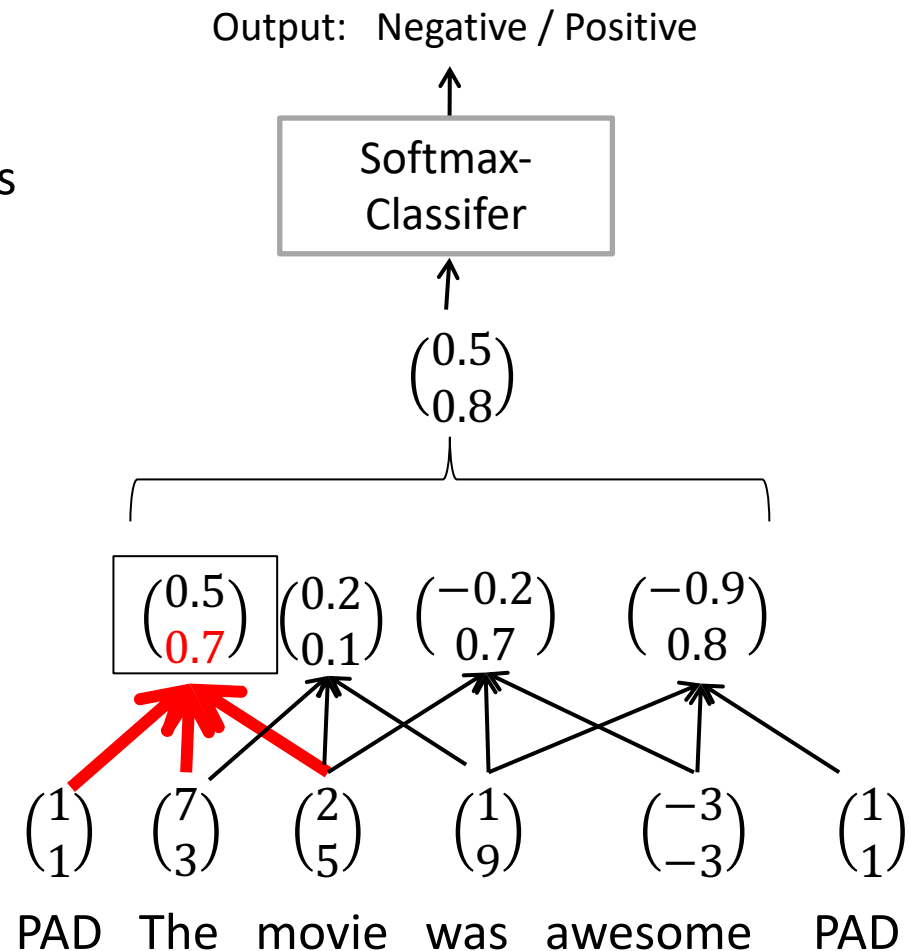 Output: Negative / Positive
s
Softmax-
Classifer
0.5
0.8
0.5 0.2 −0.2 −0.9
0.7 0.1 0.7 0.8
1 7 2 1 −3 1
1 3 5 9 −3 1
PAD The movie was awesome PAD